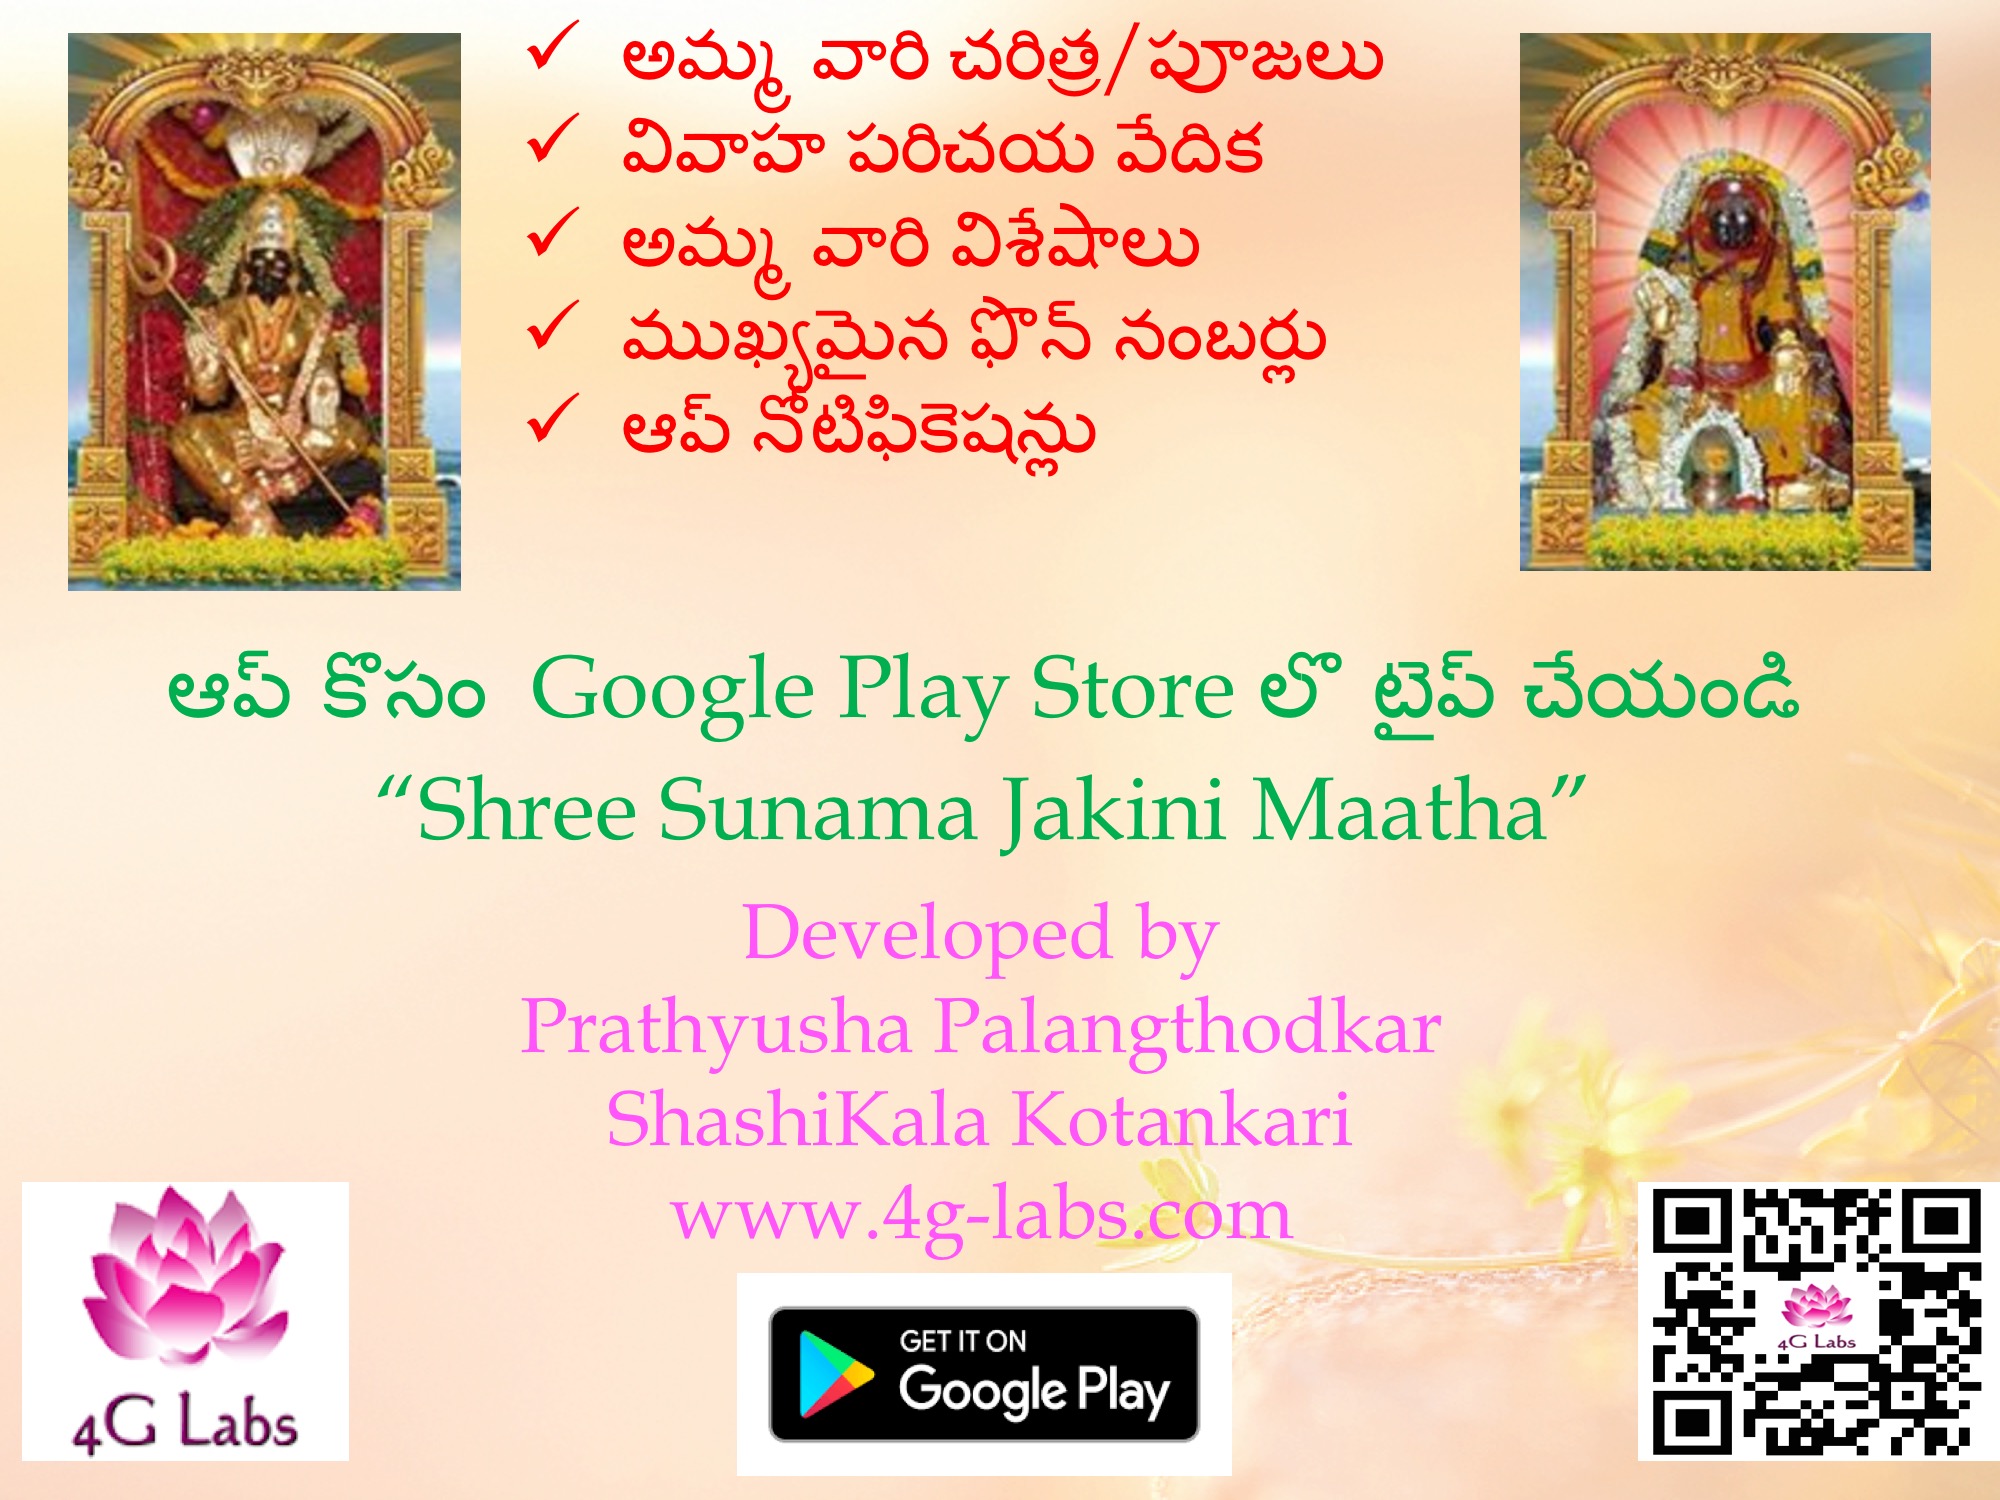 ✓ అమ్మ వారి చరిత్ర/పూజలు
✓ వివాహ పరిచయ వేదిక
✓ అమ్మ వారి విశేషాలు
✓ ముఖ్యమైన ఫొన్ నంబర్లు
✓ ఆప్ నోటిఫికెషన్లు
ఆప్ కొసం Google Play Store లొ టైప్ చేయండి
“Shree Sunama Jakini Maatha”
Developed by
Prathyusha Palangthodkar
ShashiKala Kotankari
www.4g-labs.com
4G Labs
GET IT ON
Google Play
4G Labs